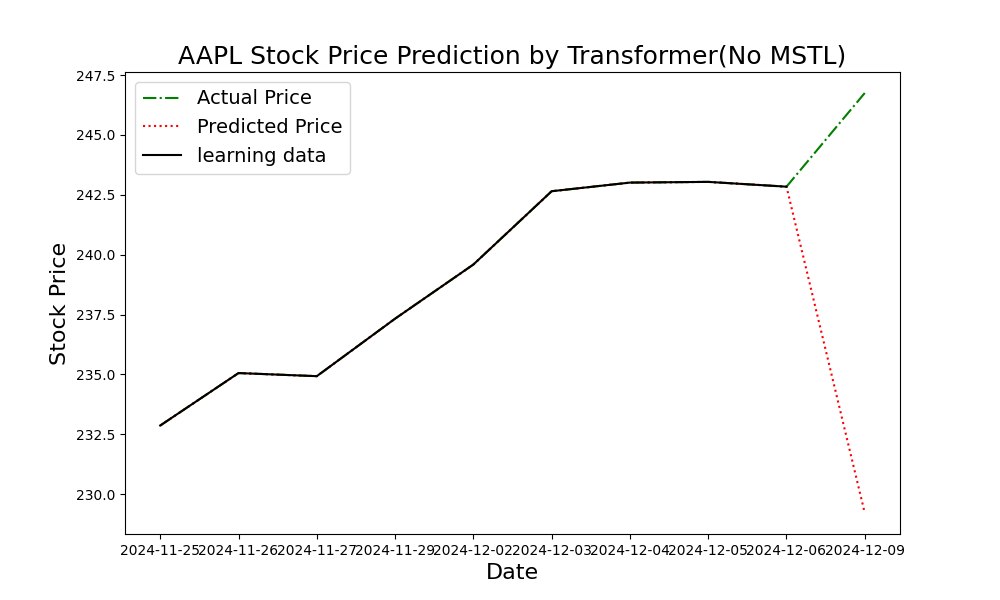 AAPL Stock Price Prediction by Transformer(No MSTL)
Actual Price
Predicted Price
learning data
247.5
245.0
242.5
240.0
237.5
235.0
232.5
230.0
Stock Price
2024-11-25 2024-11-26 2024-11-27 2024-11-29 2024-12-02 2024-12-03 2024-12-04 2024-12-05 2024-12-06 2024-12-09
Date